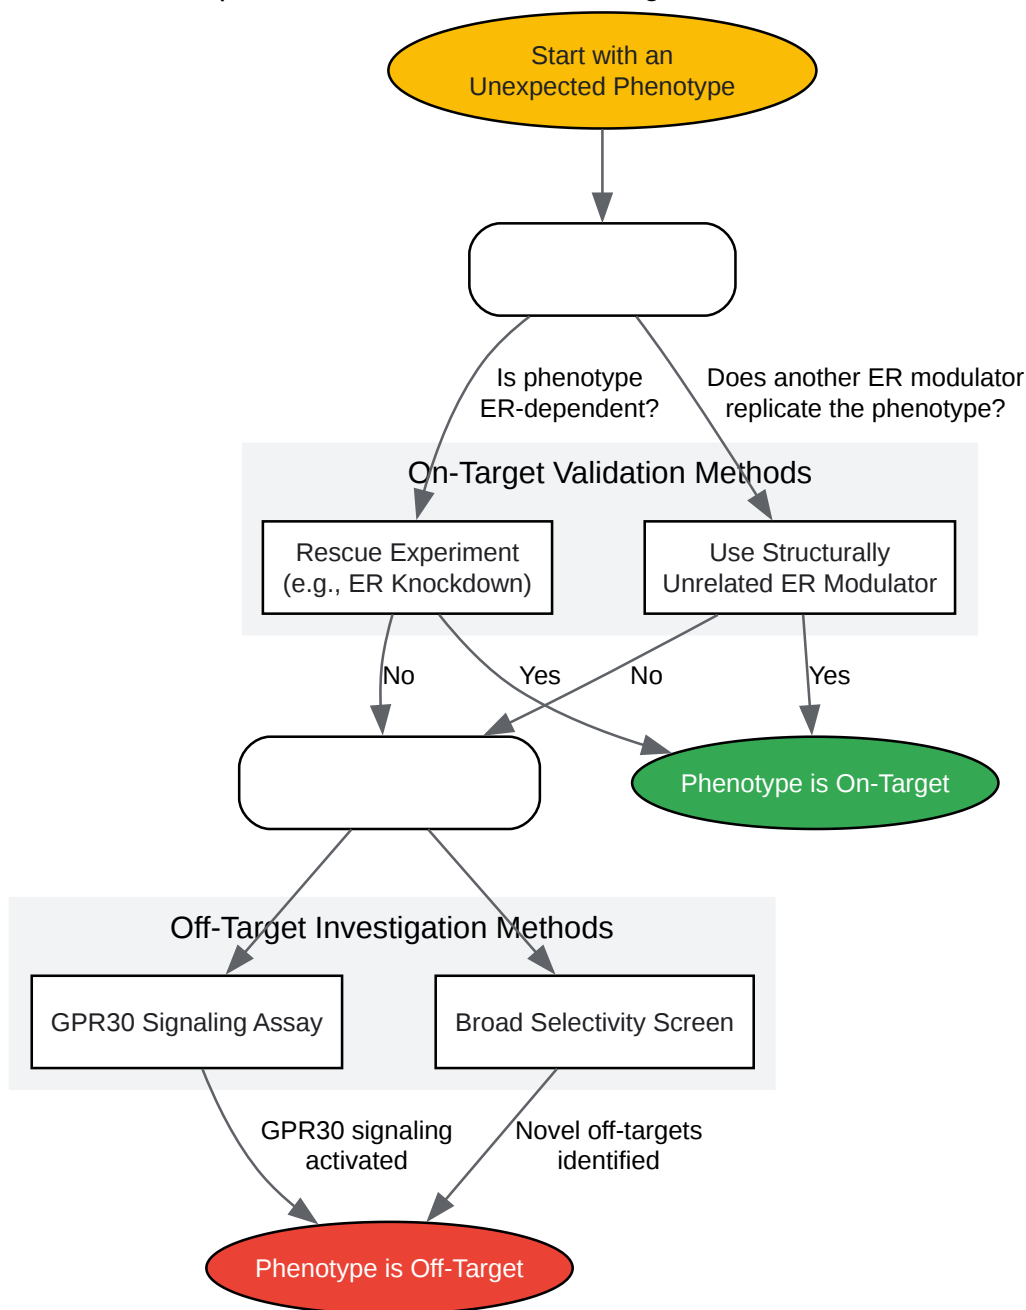 Start with an
Unexpected Phenotype
Is phenotype
ER-dependent?
Does another ER modulator
replicate the phenotype?
On-Target Validation Methods
Rescue Experiment
(e.g., ER Knockdown)
Use Structurally
Unrelated ER Modulator
No
Yes
No
Yes
Phenotype is On-Target
Off-Target Investigation Methods
GPR30 Signaling Assay
Broad Selectivity Screen
GPR30 signaling
activated
Novel off-targets
identified
Phenotype is Off-Target